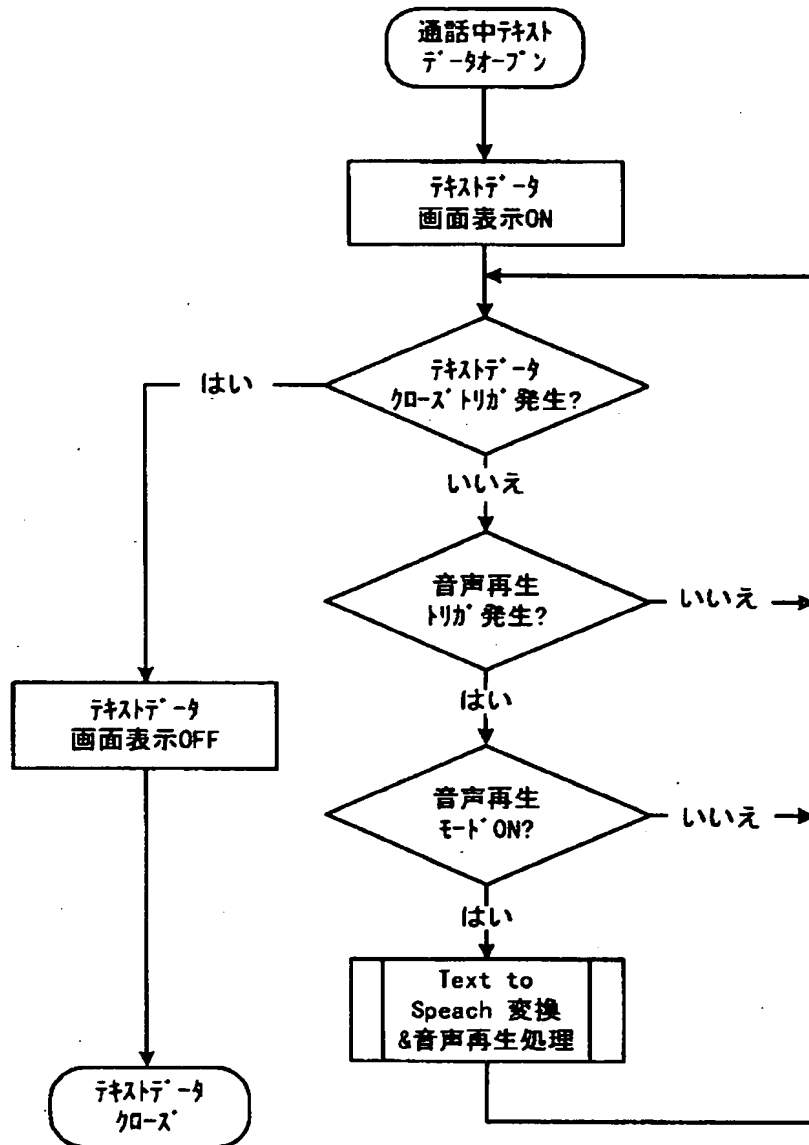 通話中ﾃｷｽﾄ
ﾃﾞｰﾀｵｰﾌﾟﾝ
ﾃｷｽﾄﾃﾞｰﾀ
画面表示ON
ﾃｷｽﾄﾃﾞｰﾀ
ｸﾛｰｽﾞﾄﾘｶﾞ発生?
はい
いいえ
音声再生
ﾄﾘｶﾞ発生?
いいえ
はい
ﾃｷｽﾄﾃﾞｰﾀ
画面表示OFF
音声再生
ﾓｰﾄﾞON?
いいえ
はい
Text to
Speach 変換
&音声再生処理
ﾃｷｽﾄﾃﾞｰﾀ
ｸﾛｰｽﾞ